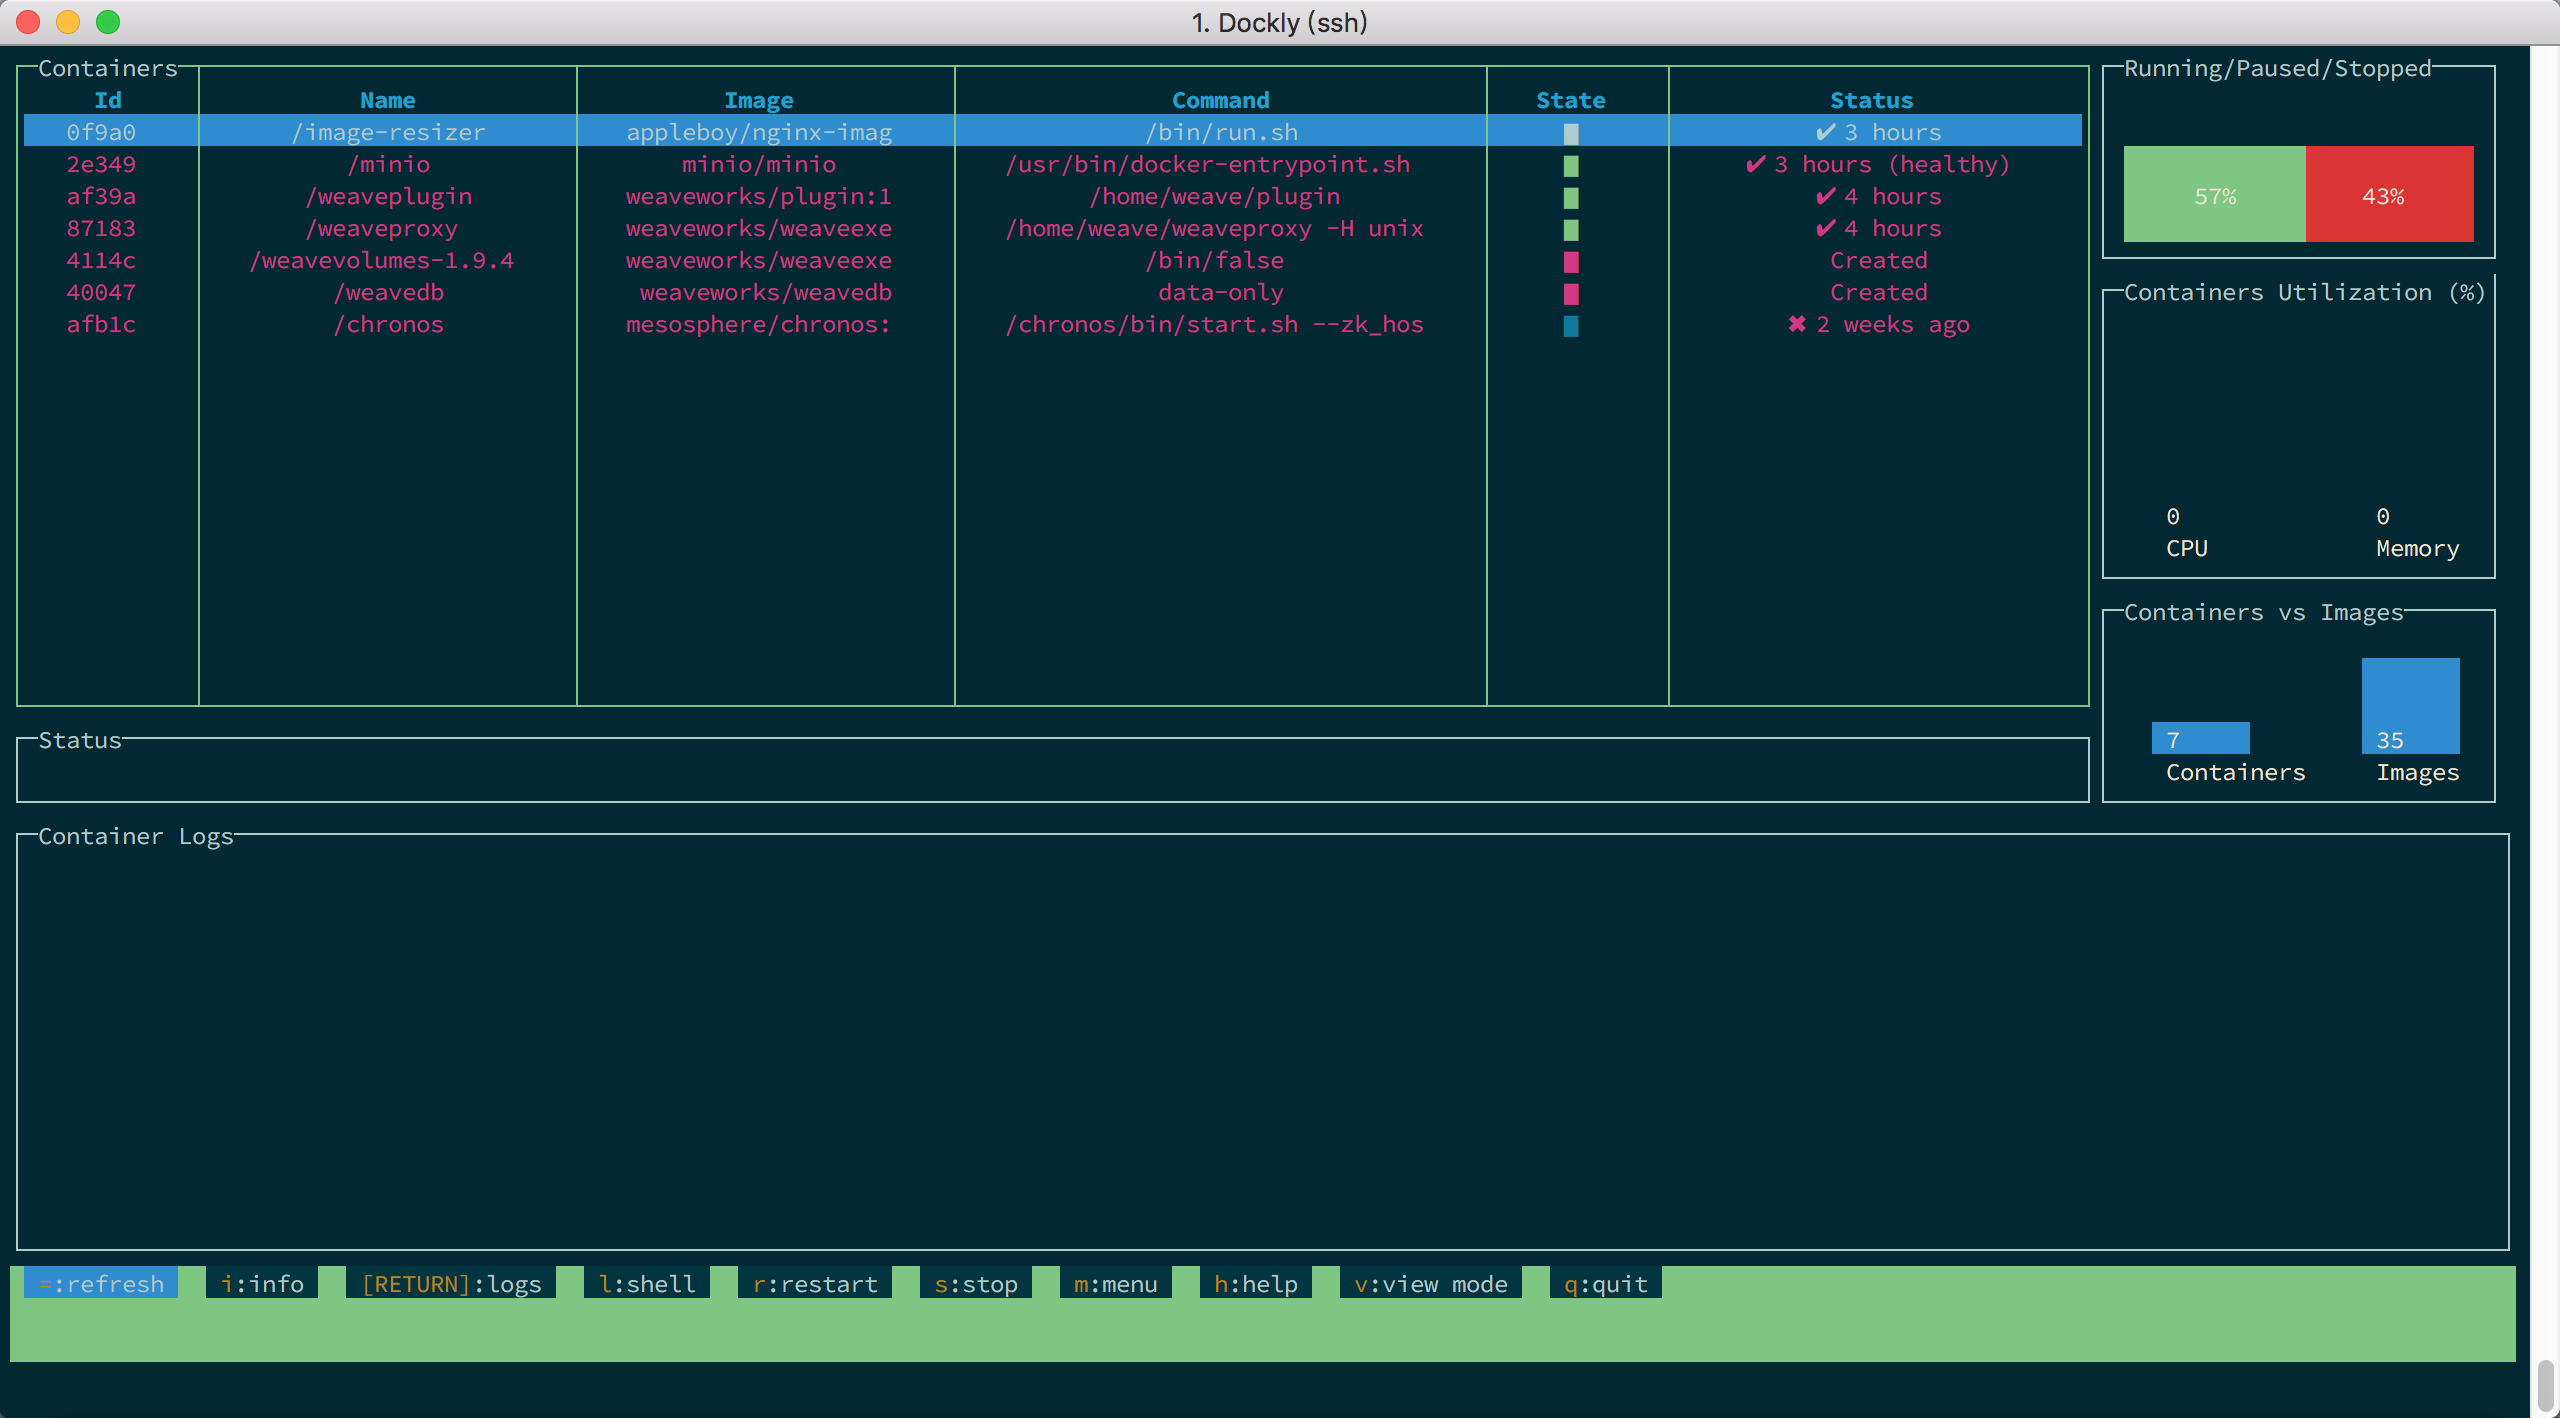 1. Dockly (ssh)
Containers
Id Name Image Command State Status
0f9a0 /image-resizer appleboy/nginx-imag /bin/run.sh ✔ 3 hours
2e349 /minio minio/minio /usr/bin/docker-entrypoint.sh ✔ 3 hours (healthy)
af39a /weaveplugin weaveworks/plugin:1 /home/weave/plugin ✔ 4 hours
87183 /weaveproxy weaveworks/weaveexe /home/weave/weaveproxy -H unix ✔ 4 hours
4114c /weavevolumes-1.9.4 weaveworks/weaveexe /bin/false Created
40047 /weavedb weaveworks/weavedb data-only Created
afb1c /chronos mesosphere/chronos: /chronos/bin/start.sh --zk_hos ✖ 2 weeks ago
Running/Paused/Stopped
57% 43%
Containers Utilization (%)
0 0
CPU Memory
Containers vs Images
7 35
Containers Images
Status
Container Logs
=:refresh i:info [RETURN]:logs l:shell r:restart s:stop m:menu h:help v:view mode q:quit